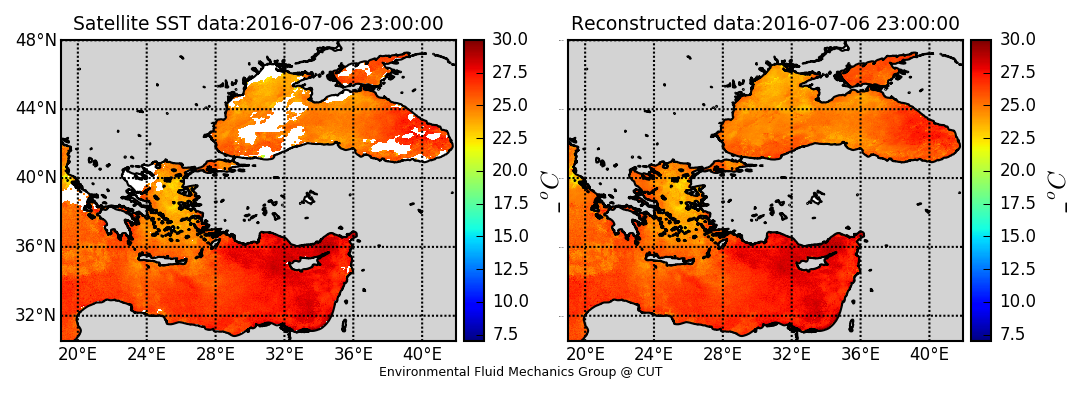 Satellite SST data:2016-07-06 23:00:00
48°N
44°N
40°N
36°N
32°N
20°E 24°E 28°E 32°E 36°E 40°E
30.0
27.5
25.0
22.5
20.0
17.5
15.0
12.5
10.0
7.5
_ °C
Reconstructed data:2016-07-06 23:00:00
20°E 24°E 28°E 32°E 36°E 40°E
30.0
27.5
25.0
22.5
20.0
17.5
15.0
12.5
10.0
7.5
_ °C
Environmental Fluid Mechanics Group @ CUT